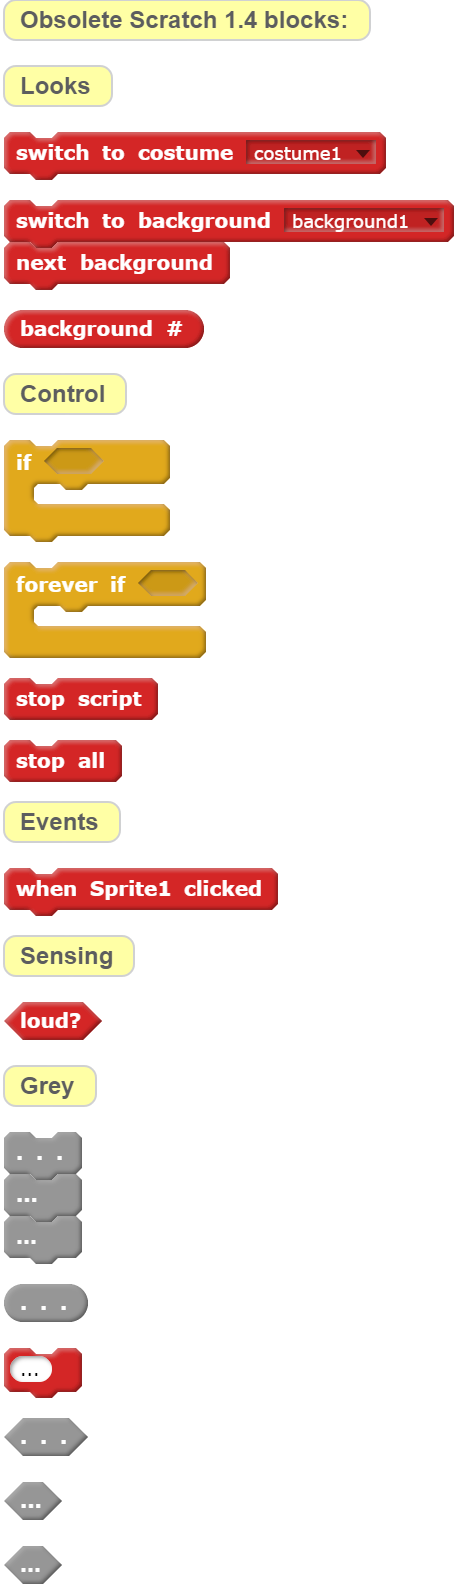 Obsolete Scratch 1.4 blocks:
Looks
switch to costume costume1
switch to background background1
next background
background #
Control
if
forever if
stop script
stop all
Events
when Sprite1 clicked
Sensing
loud?
Grey
. . .
...
...
. . .
...
. . .
...
...